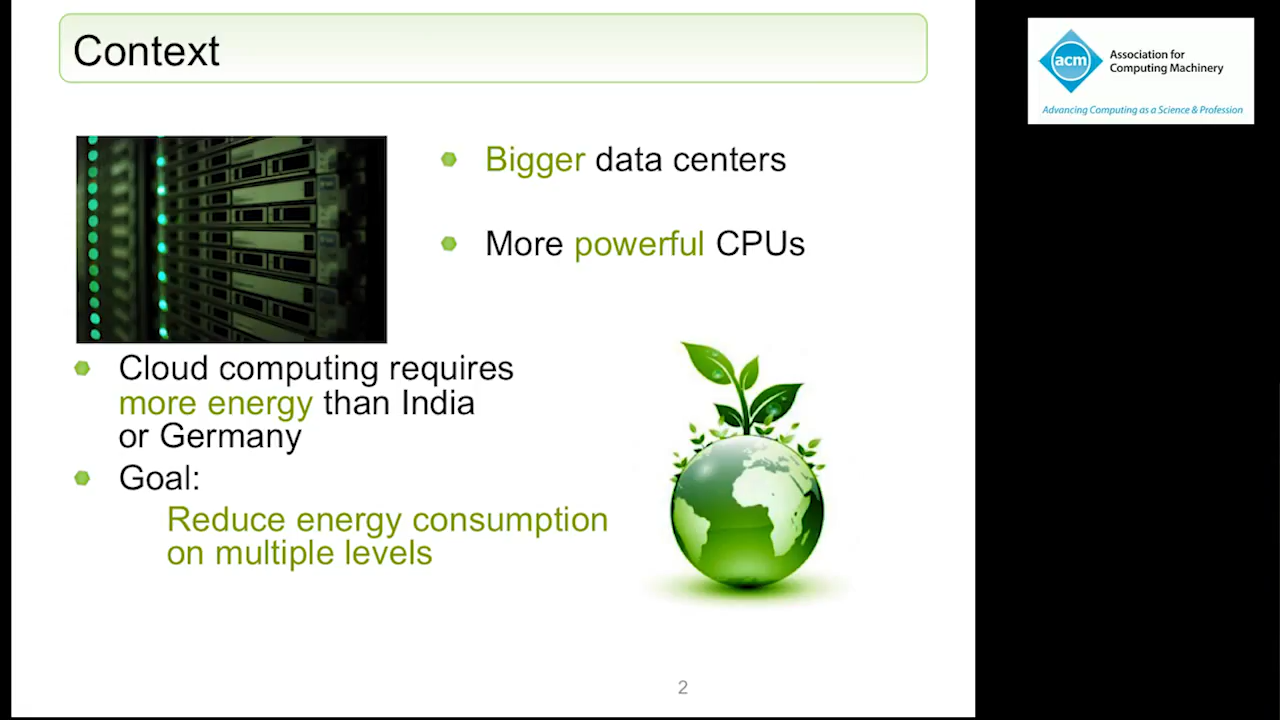 Context
Bigger data centers
More powerful CPUs
Cloud computing requires
more energy than India
or Germany
Goal:
Reduce energy consumption
on multiple levels
2
acm
Association for
Computing Machinery
Advancing Computing as a Science & Profession